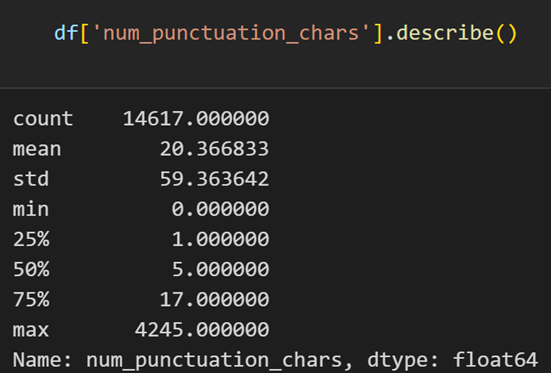 df['num_punctuation_chars'].describe()
count 14617.000000
mean 20.366833
std 59.363642
min 0.000000
25% 1.000000
50% 5.000000
75% 17.000000
max 4245.000000
Name: num_punctuation_chars, dtype: float64